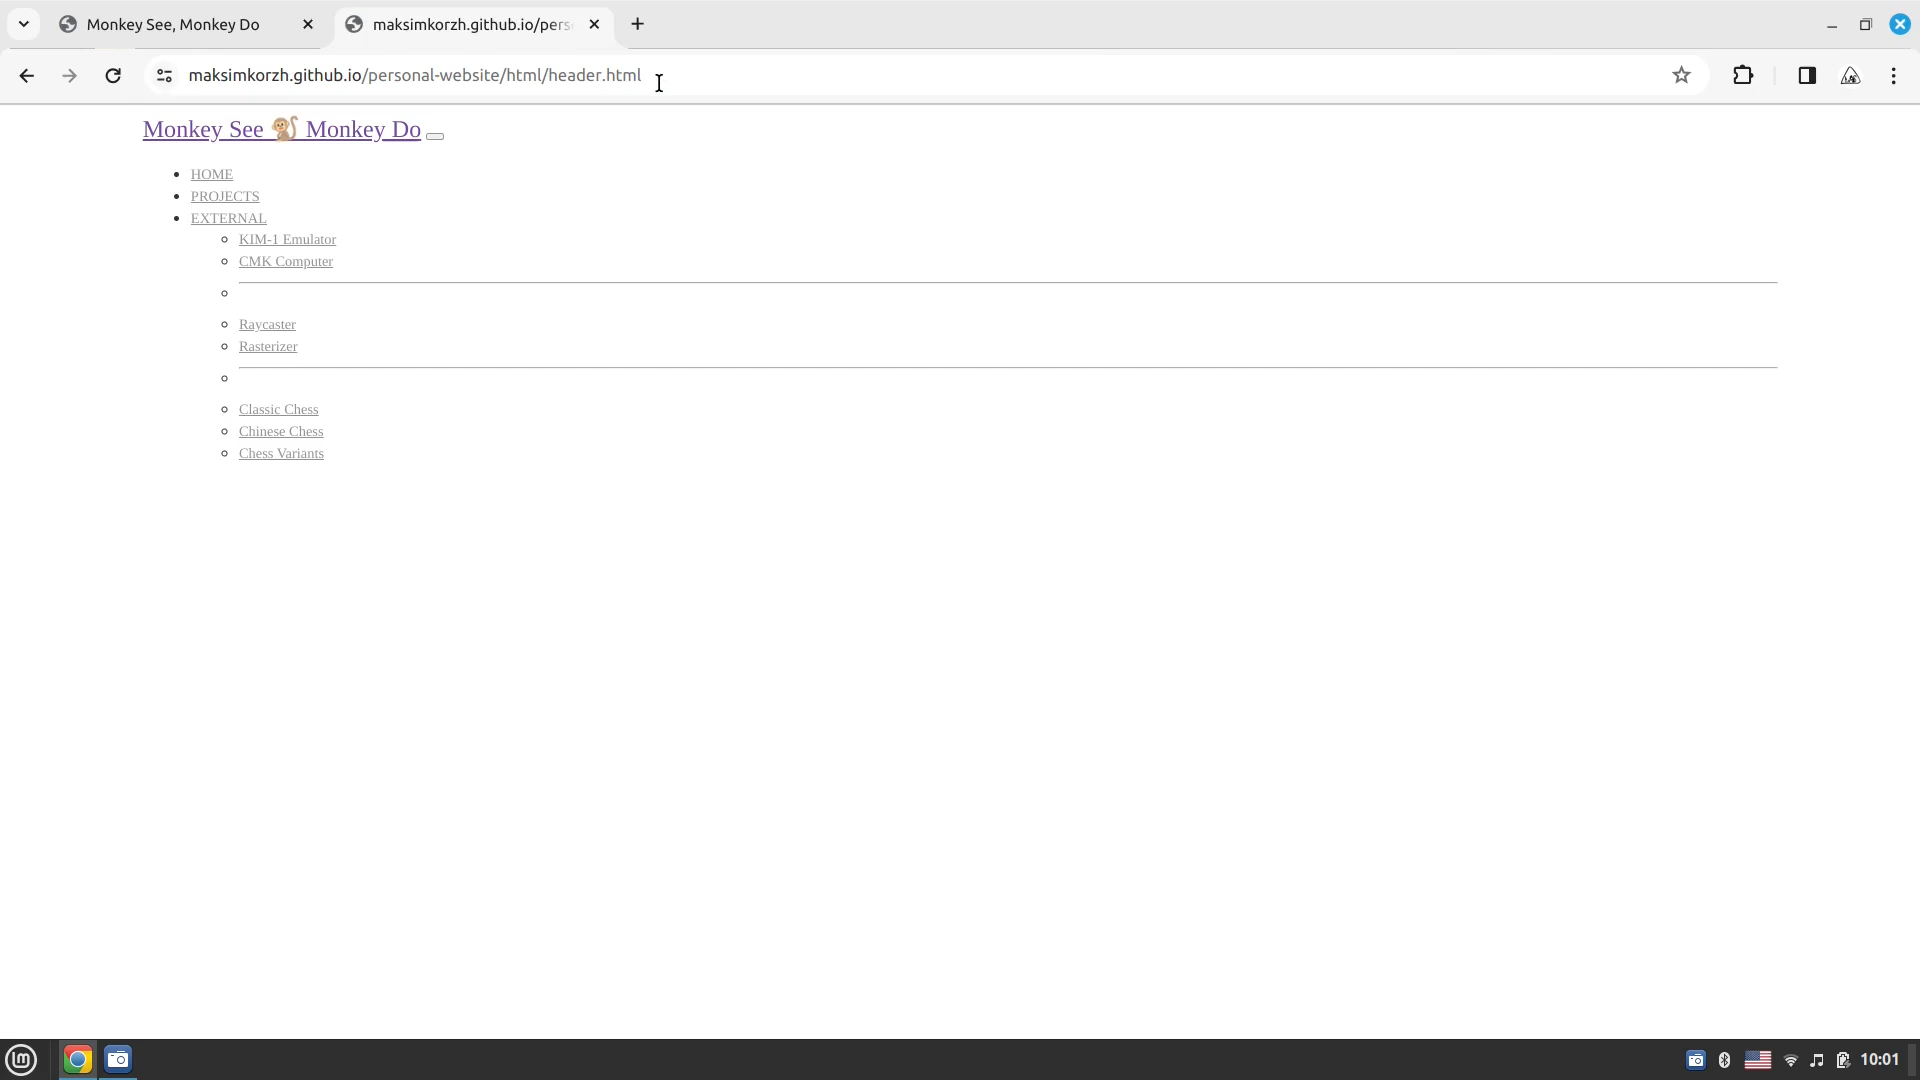 Monkey See, Monkey Do
maksimkorzh.github.io/pers
maksimkorzh.github.io/personal-website/html/header.html
Monkey See 🐒 Monkey Do
HOME
PROJECTS
EXTERNAL
KIM-1 Emulator
CMK Computer
Raycaster
Rasterizer
Classic Chess
Chinese Chess
Chess Variants
10:01